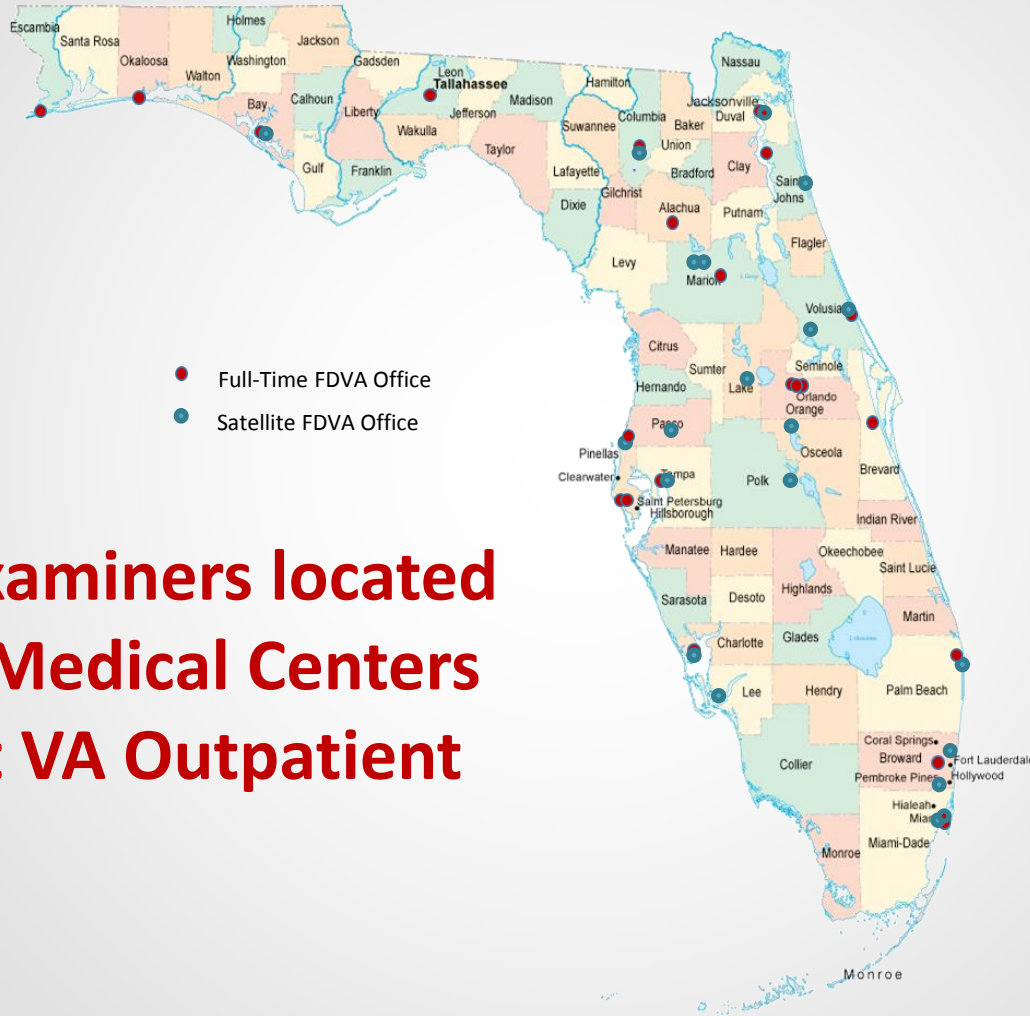 Escambia
Santa Rosa
Okaloosa
Walton
Holmes
Washington
Jackson
Bay
Calhoun
Gulf
Gadsden
Liberty
Franklin
Leon
Tallahassee
Wakulla
Jefferson
Madison
Taylor
Hamilton
Suwannee
Lafayette
Dixie
Columbia
Gilchrist
Baker
Union
Bradford
Alachua
Levy
Nassau
Jacksonville
Duval
Clay
Saint
Johns
Putnam
Flagler
Marion
Volusia
Citrus
Sumter
Lake
Seminole
Hernando
Orlando
Orange
Full-Time FDVA Office
Satellite FDVA Office
Pasco
Osceola
Pinellas
Brevard
Clearwater
Tampa
Polk
Saint Petersburg
Hillsborough
Indian River
Manatee
Hardee
Okeechobee
Saint Lucie
Highlands
Sarasota
Desoto
Martin
Charlotte
Glades
Lee
Hendry
Palm Beach
xaminers located
Medical Centers
t VA Outpatient
Coral Springs
Broward
Fort Lauderdale
Pembroke Pines
Hollywood
Collier
Hialeah
Miami
Miami-Dade
Monroe
Monroe